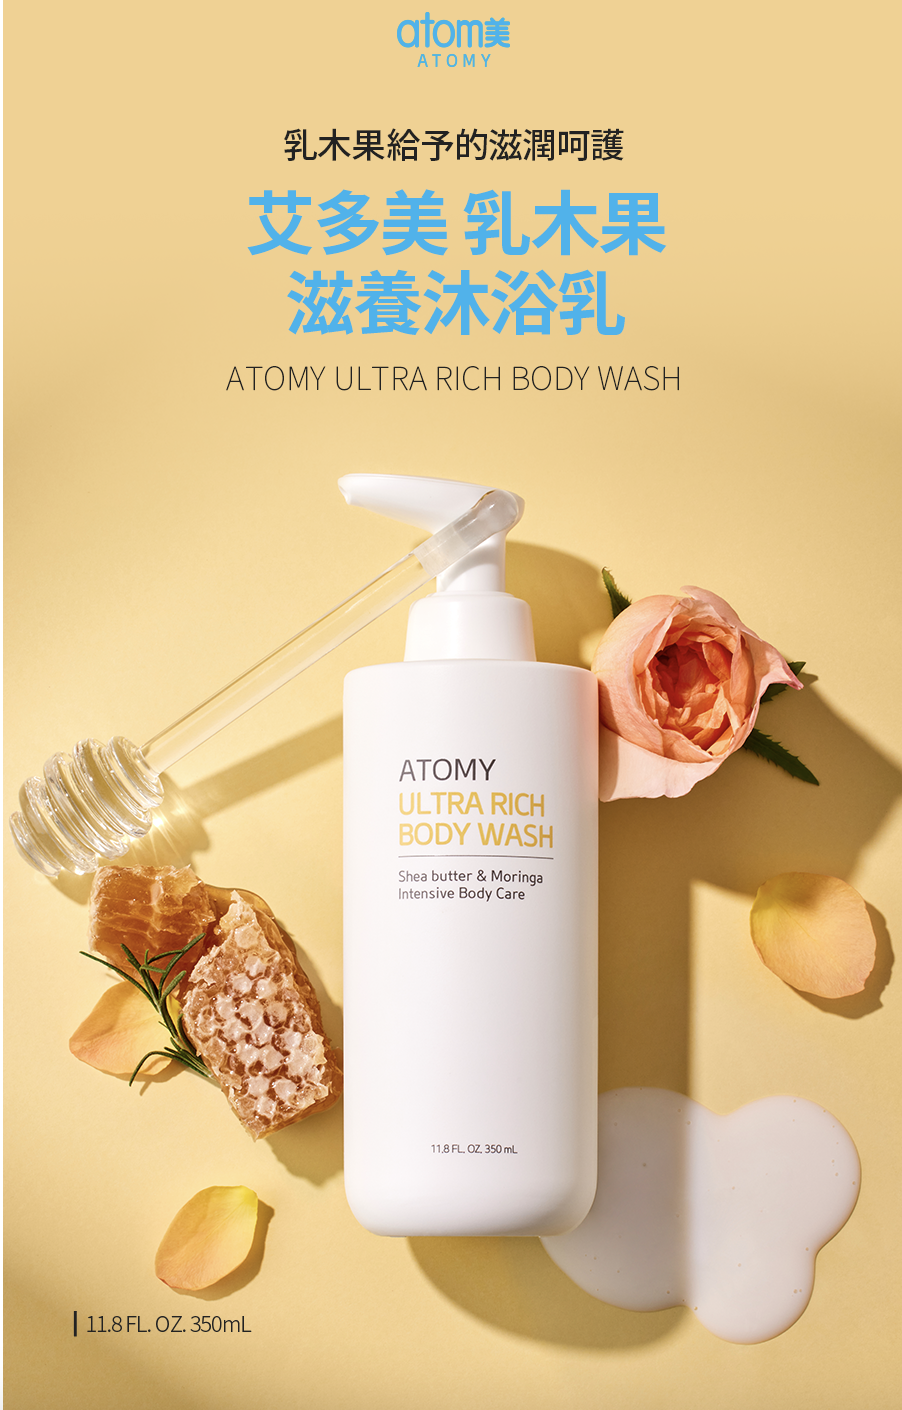 atom美
ATOMY
乳木果給予的滋潤呵護
艾多美 乳木果
滋養沐浴乳
ATOMY ULTRA RICH BODY WASH
ATOMY
ULTRA RICH
BODY WASH
Shea butter & Moringa
Intensive Body Care
11.8 FL. OZ. 350 mL
11.8 FL. OZ. 350mL